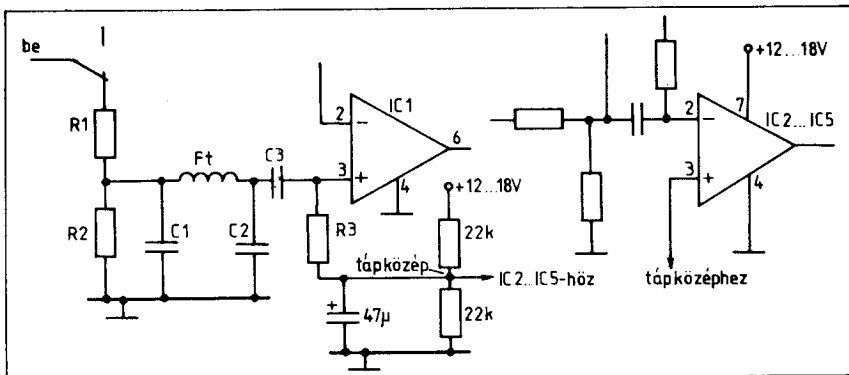 be
R1
R2
C1
Ft
C2
C3
R3
2
3
4
6
IC1
+12...18V
22k
tápközép
IC2...IC5-höz
22k
+
47µ
2
3
7
4
+12...18V
IC2...IC5
tápközéphez